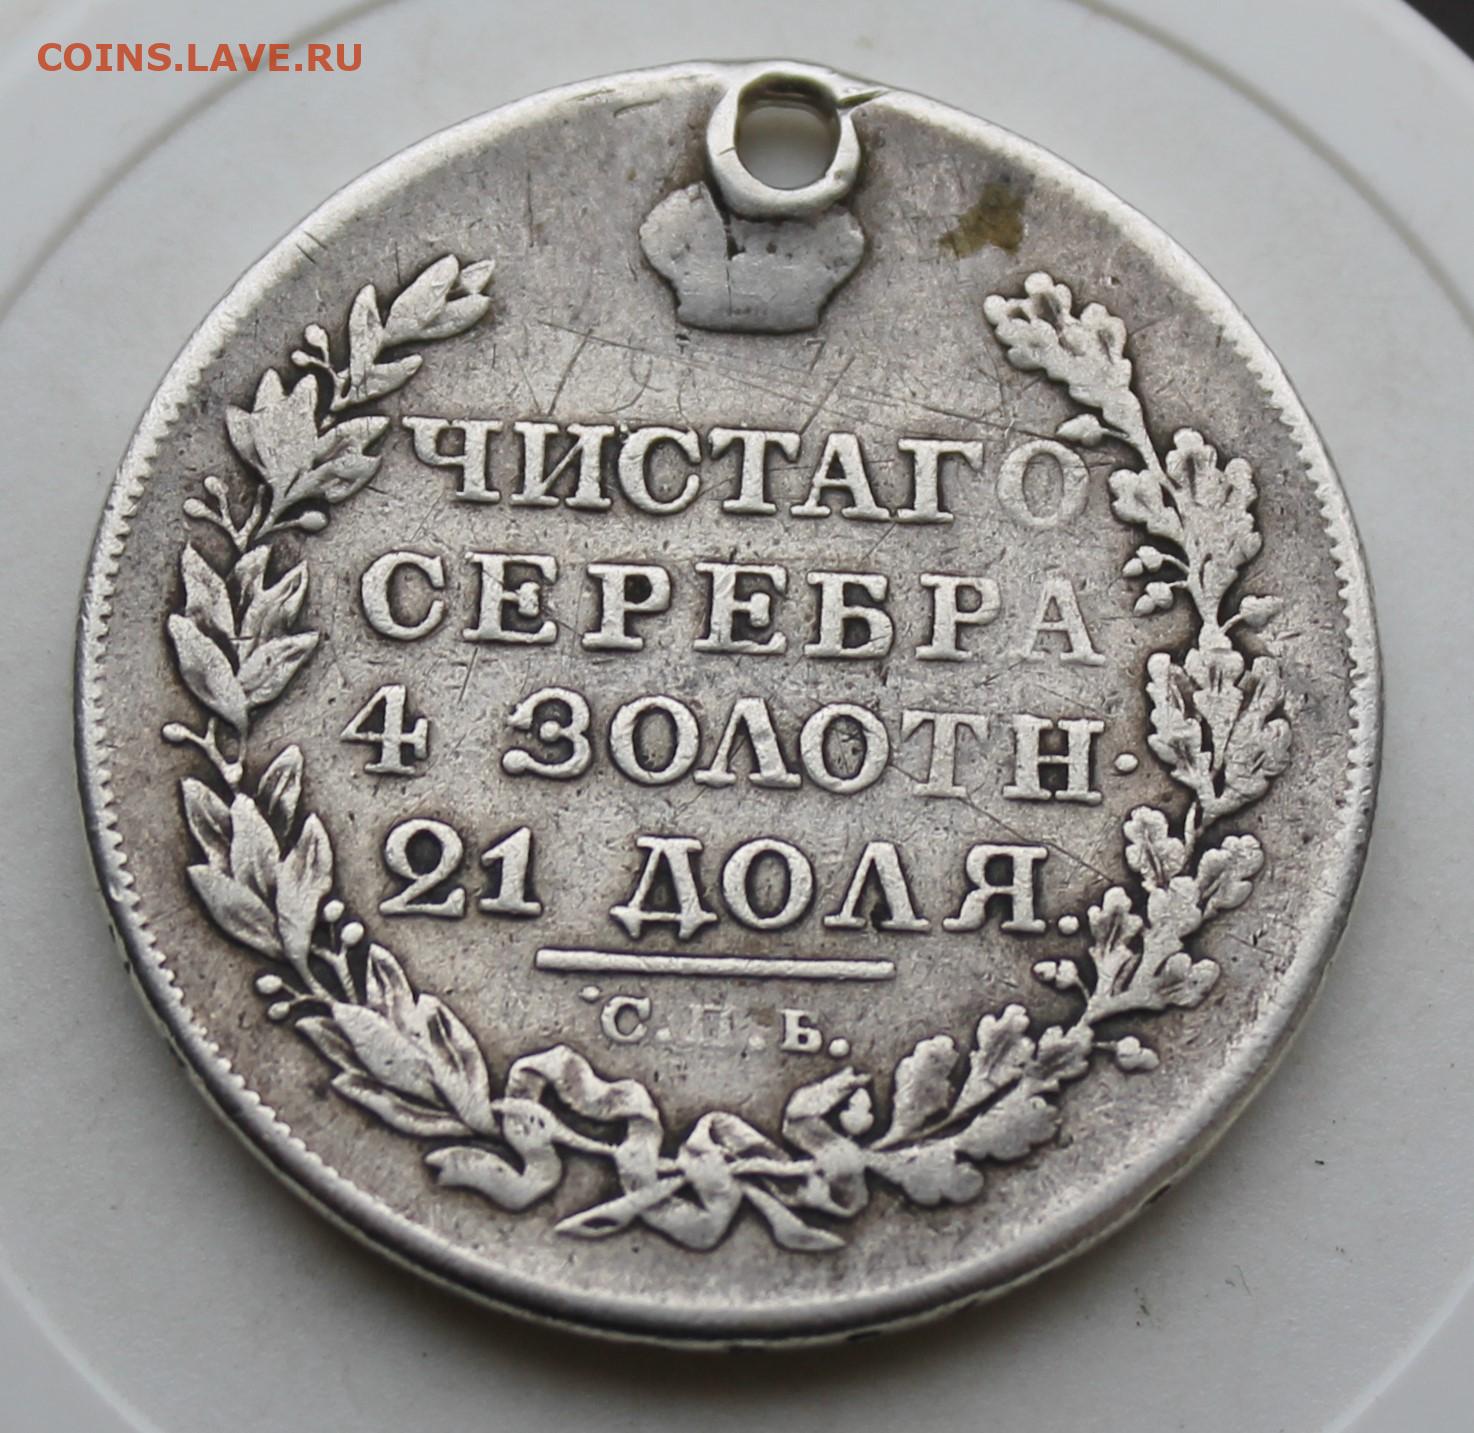 COINS.LAVE.RU
ЧИСТАГО
СЕРЕБРА
4 ЗОЛОТН.
21 ДОЛЯ.
С.П.Б.